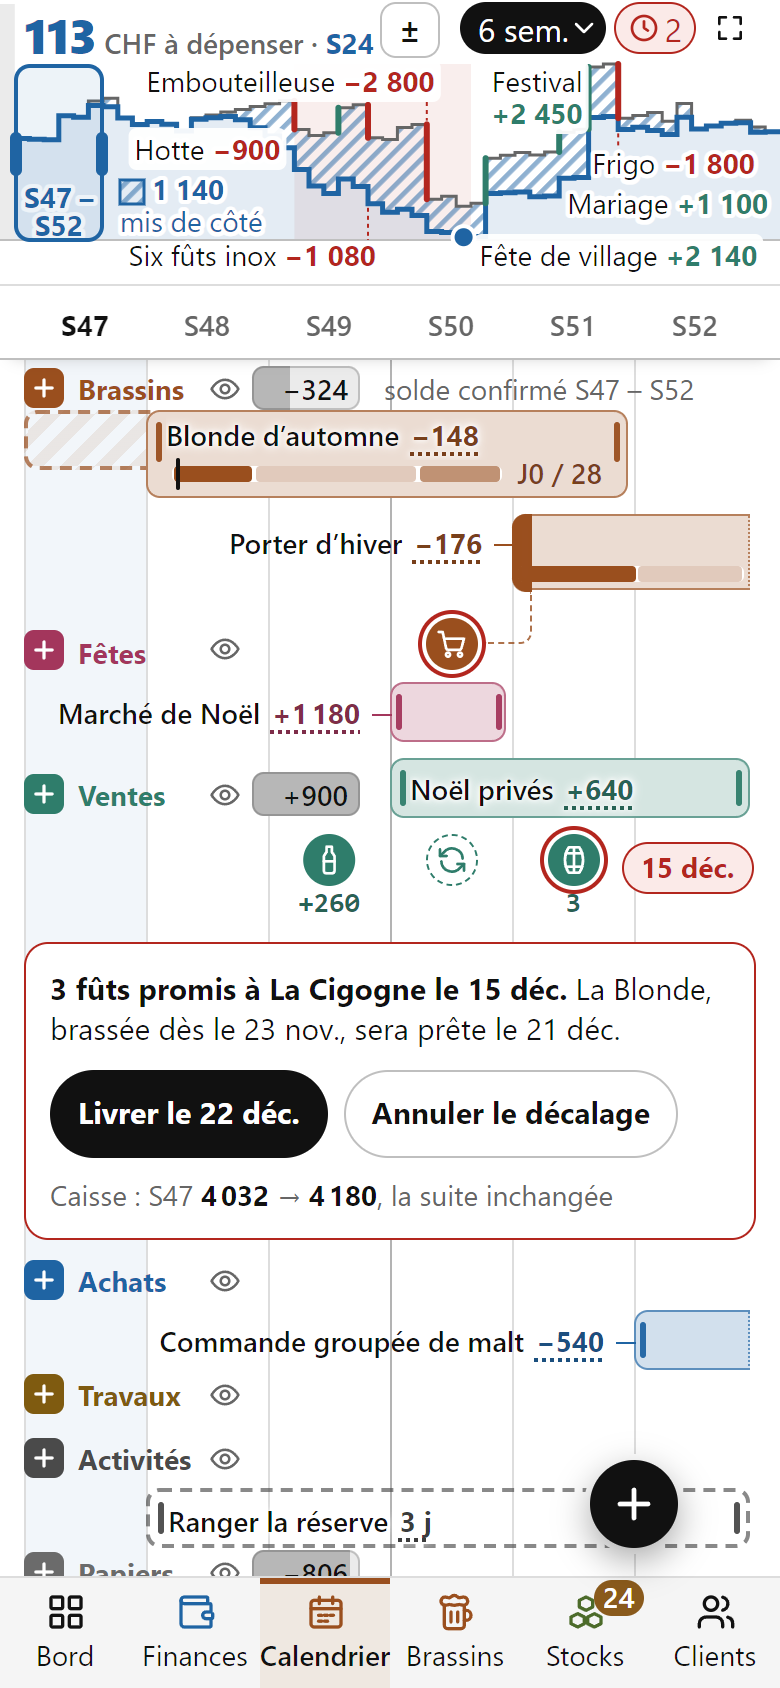 113 CHF à dépenser · S24
±
6 sem.
2
Embouteilleuse −2 800
Festival
+2 450
Hotte −900
Frigo −1 800
S47 –
S52
1 140
mis de côté
Mariage +1 100
Six fûts inox −1 080
Fête de village +2 140
S47 S48 S49 S50 S51 S52
Brassins −324 solde confirmé S47 – S52
Blonde d’automne −148
J0 / 28
Porter d’hiver −176
Fêtes
Marché de Noël +1 180
Ventes +900
Noël privés +640
15 déc.
+260 3
3 fûts promis à La Cigogne le 15 déc. La Blonde,
brassée dès le 23 nov., sera prête le 21 déc.
Livrer le 22 déc. Annuler le décalage
Caisse : S47 4 032 → 4 180, la suite inchangée
Achats
Commande groupée de malt −540
Travaux
Activités
Ranger la réserve 3 j
Papiers −806
24
Bord Finances Calendrier Brassins Stocks Clients